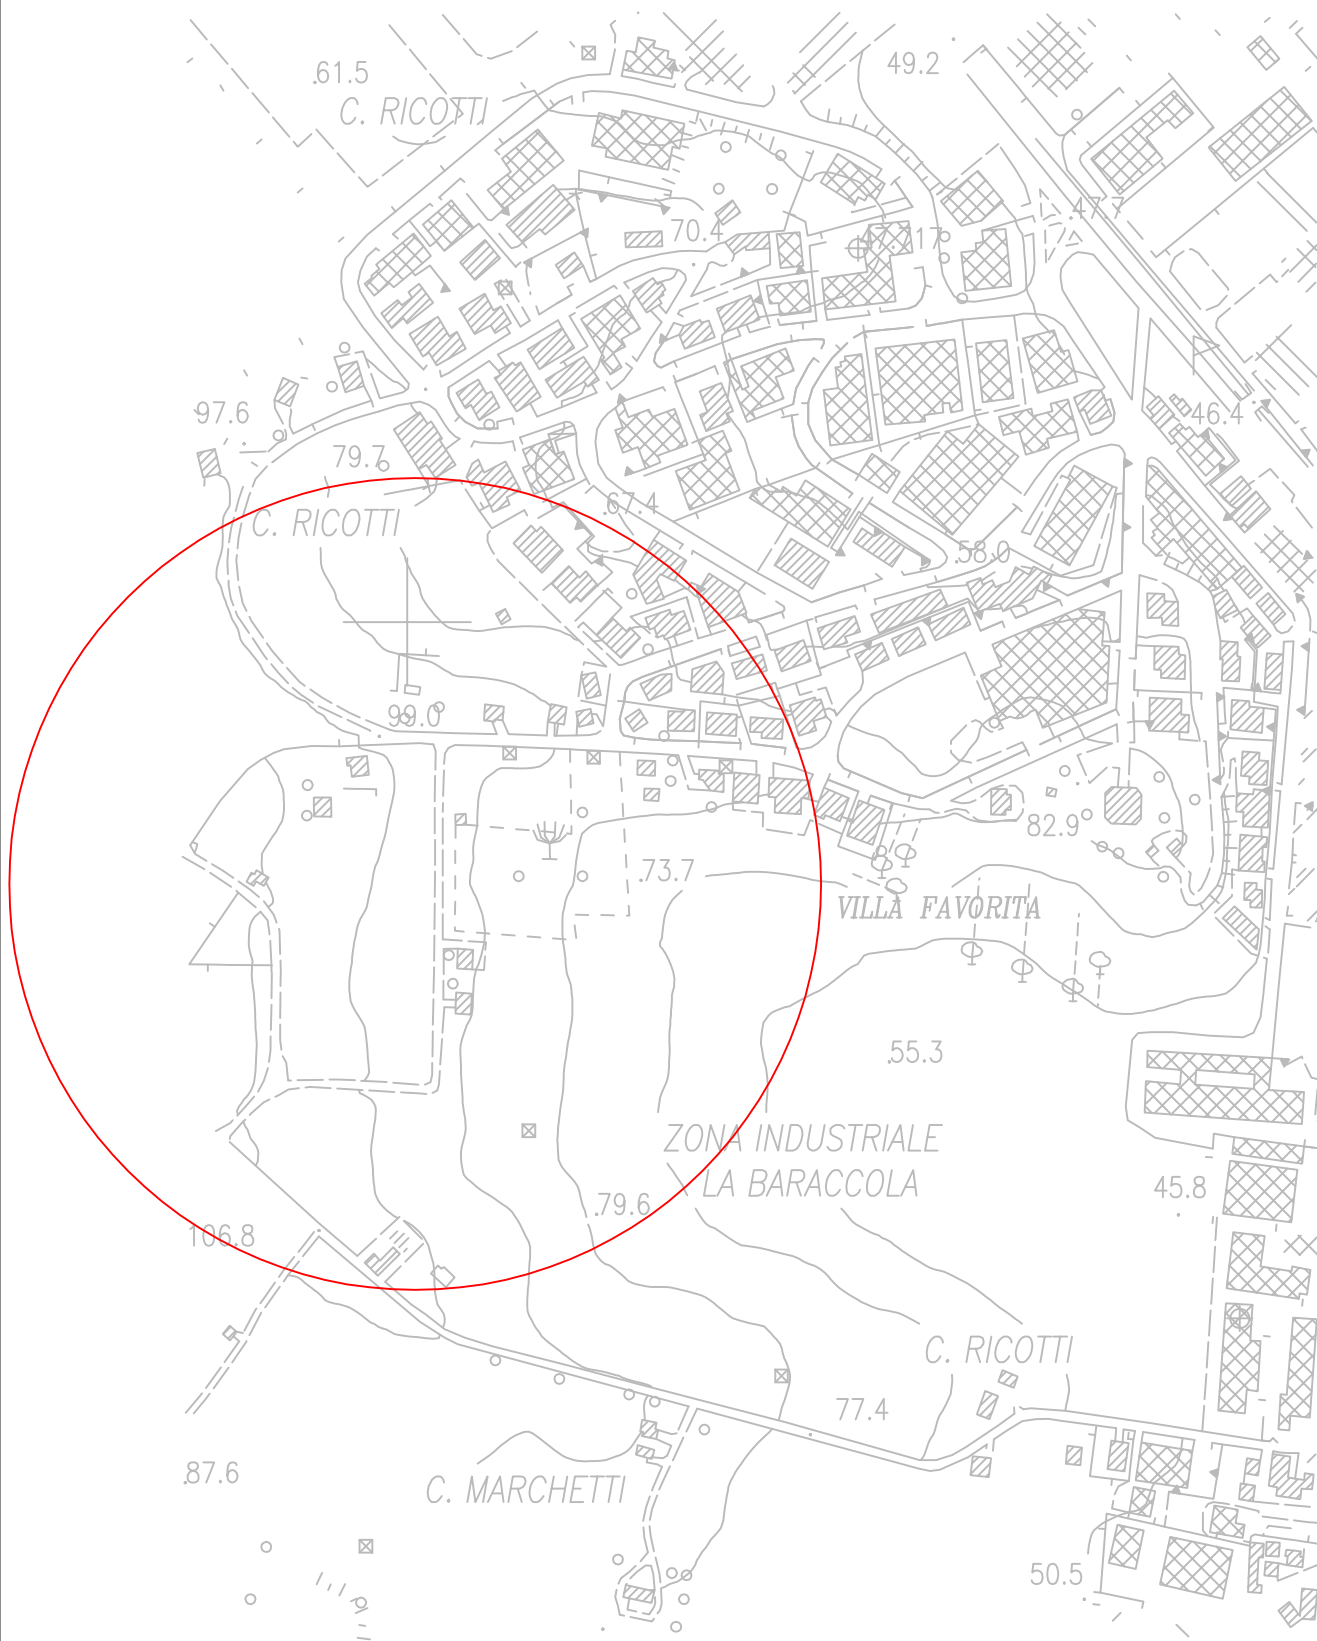 49.2
.61.5
C. RICOTTI
.47.7
70.4
47.717
97.6
46.4
79.7
.67.4
C. RICOTTI
.58.0
99.0
82.9
.73.7
VILLA FAVORITA
.55.3
ZONA INDUSTRIALE
LA BARACCOLA
45.8
.79.6
106.8
C. RICOTTI
77.4
.87.6
C. MARCHETTI
50.5